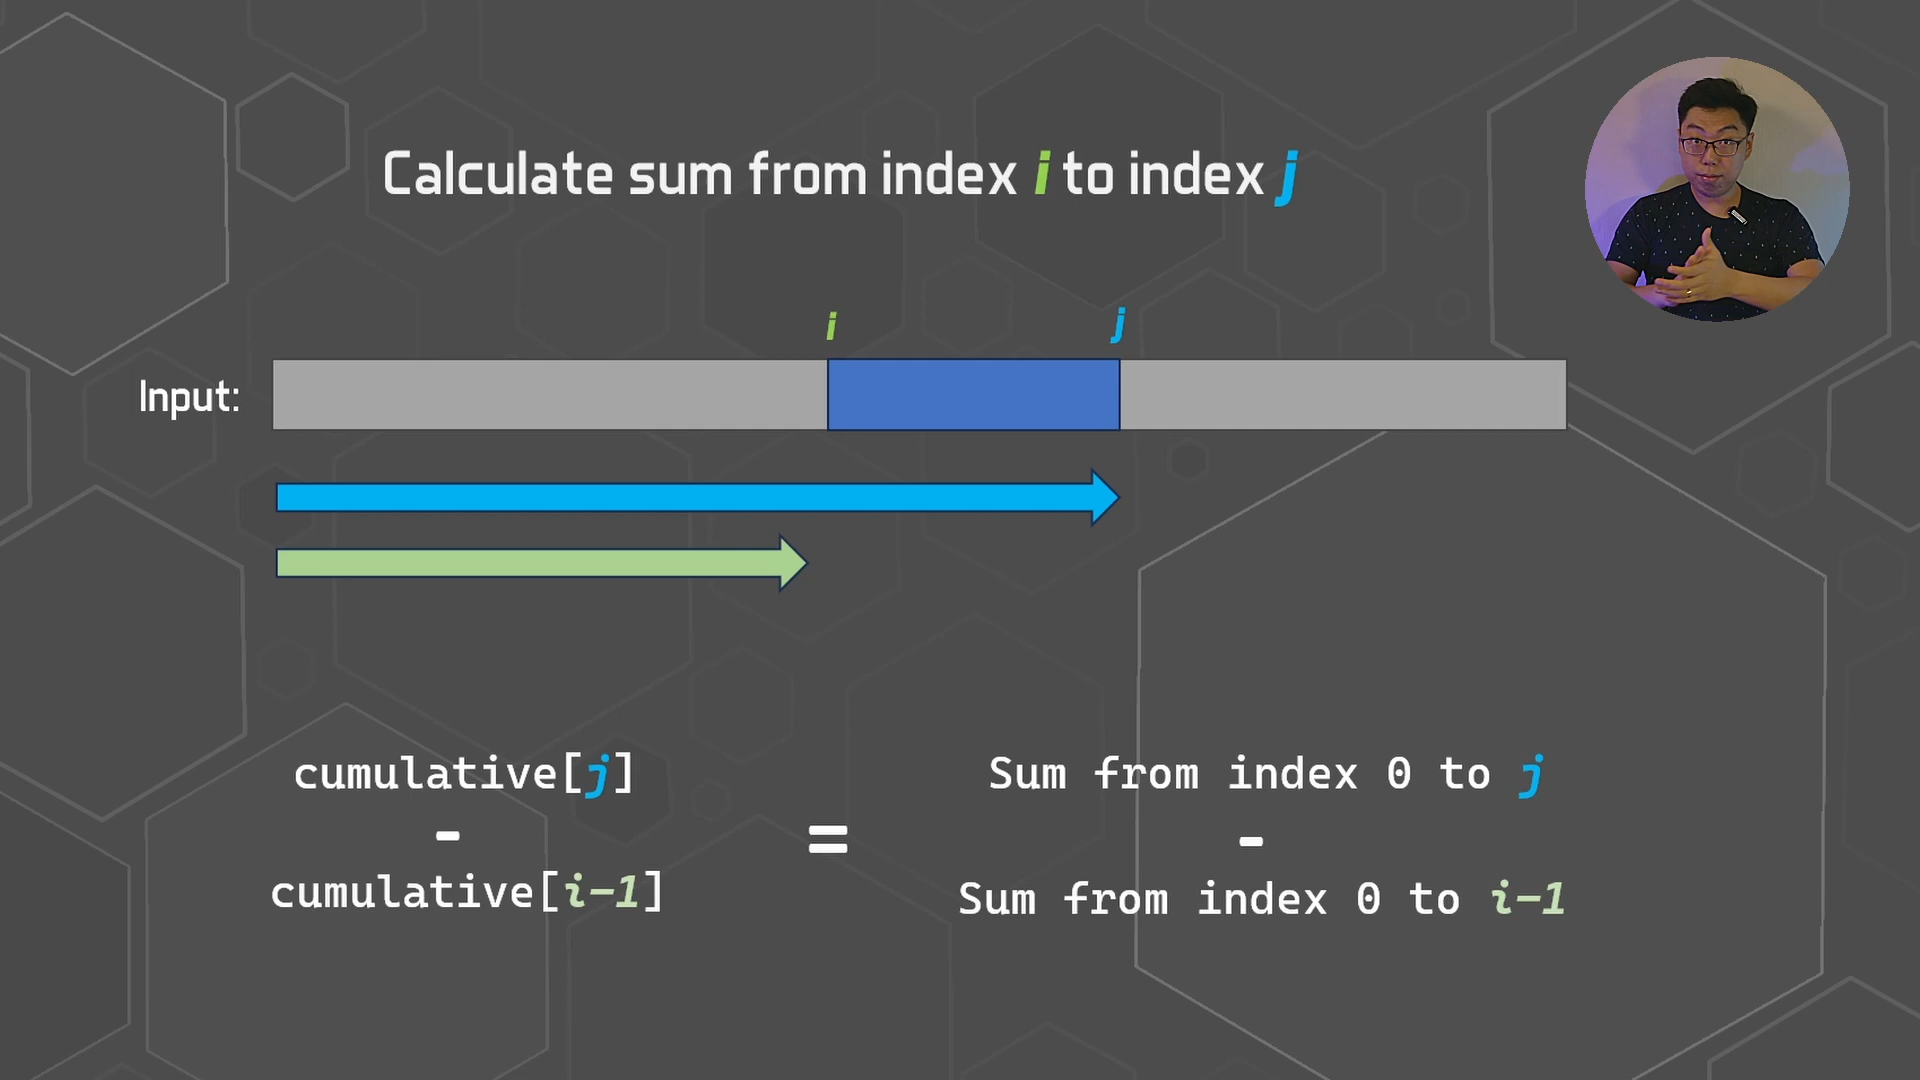 Calculate sum from index i to index j
i j
Input:
cumulative[j]
-
cumulative[i-1]
=
Sum from index 0 to j
-
Sum from index 0 to i-1